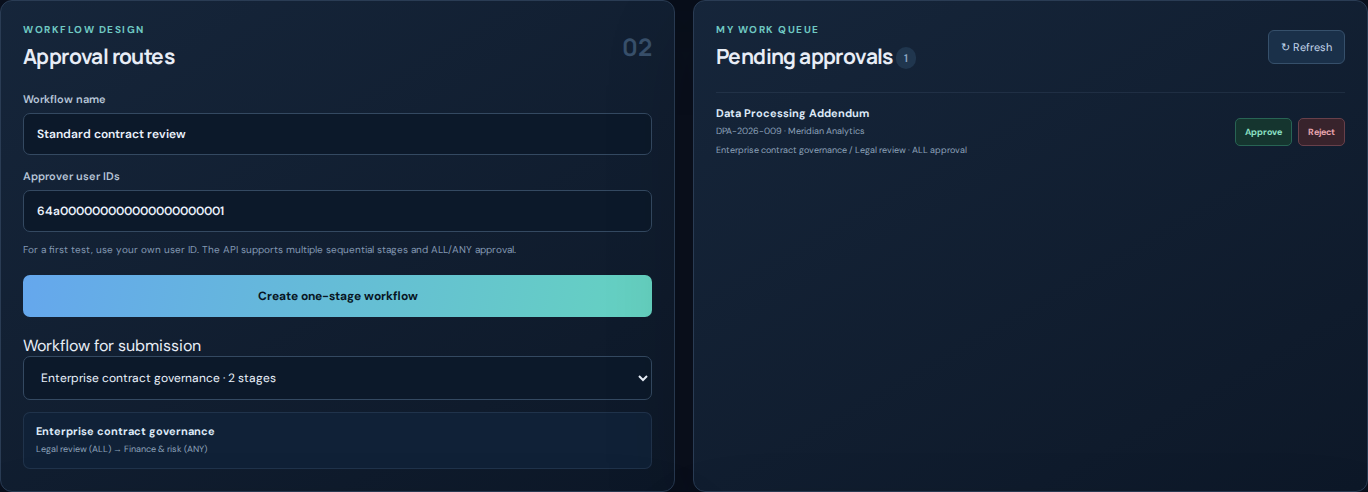 WORKFLOW DESIGN
Approval routes
02
Workflow name
Standard contract review
Approver user IDs
64a000000000000000000001
For a first test, use your own user ID. The API supports multiple sequential stages and ALL/ANY approval.
Create one-stage workflow
Workflow for submission
Enterprise contract governance · 2 stages
Enterprise contract governance
Legal review (ALL) → Finance & risk (ANY)
MY WORK QUEUE
Pending approvals 1
↻ Refresh
Data Processing Addendum
DPA-2026-009 · Meridian Analytics
Enterprise contract governance / Legal review · ALL approval
Approve
Reject